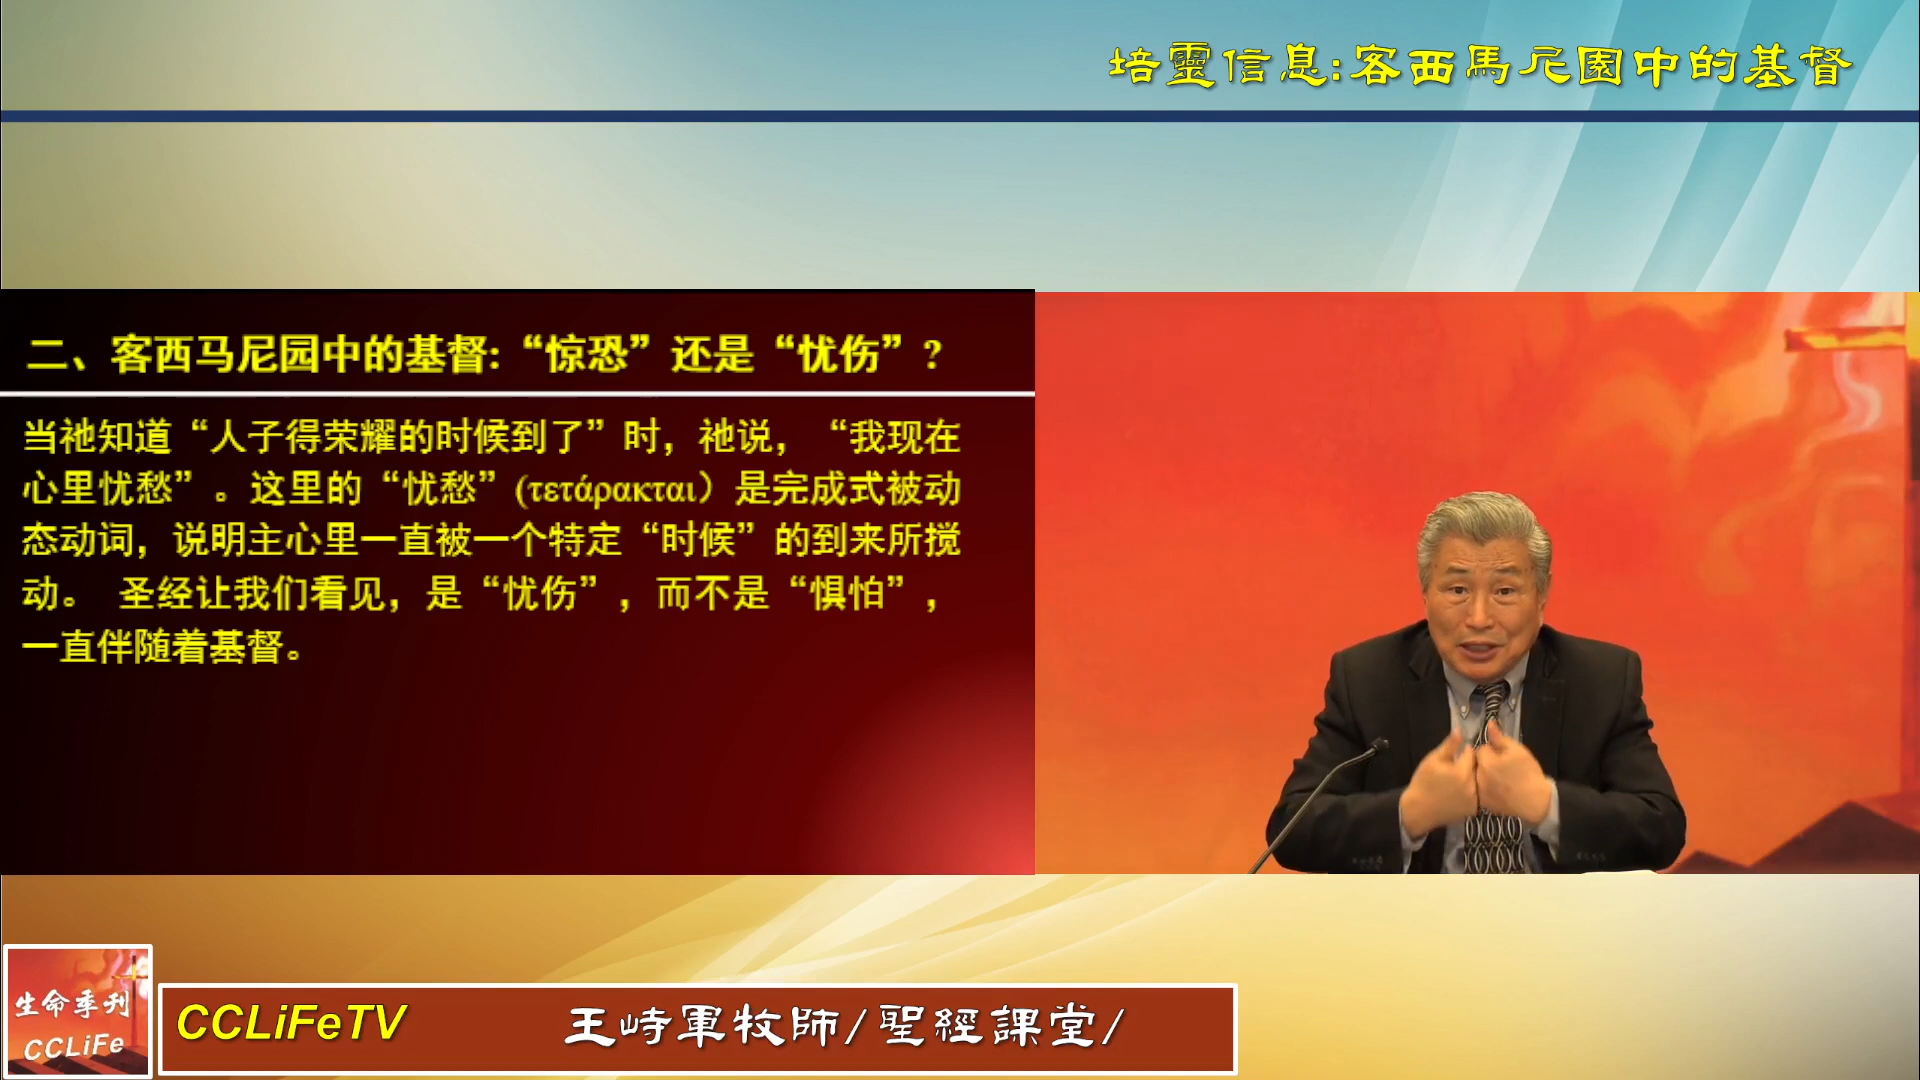 培靈信息:客西馬尼園中的基督
二、客西马尼园中的基督:“惊恐”还是“忧伤”?
当祂知道“人子得荣耀的时候到了”时，祂说，“我现在
心里忧愁”。这里的“忧愁”(τετάρακται）是完成式被动
态动词，说明主心里一直被一个特定“时候”的到来所搅
动。 圣经让我们看见，是“忧伤”，而不是“惧怕”，
一直伴随着基督。
生命季刊
CCLiFe
CCLiFeTV 王峙軍牧師/聖經課堂/